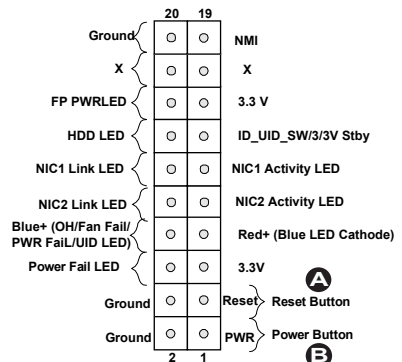 20 19
Ground NMI
X X
FP PWRLED 3.3 V
HDD LED ID_UID_SW/3/3V Stby
NIC1 Link LED NIC1 Activity LED
NIC2 Link LED NIC2 Activity LED
Blue+ (OH/Fan Fail/
PWR FaiL/UID LED) Red+ (Blue LED Cathode)
Power Fail LED 3.3V
A
Ground Reset Reset Button
Ground PWR Power Button
2 1
B